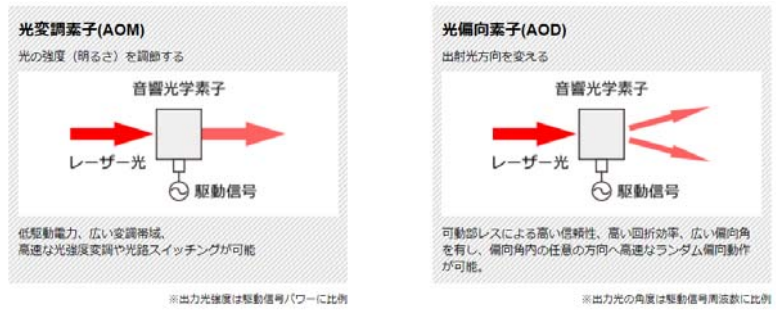 光変調素子(AOM)
光の強度（明るさ）を調節する
音響光学素子
レーザー光
駆動信号
低駆動電力、広い変調帯域、
高速な光強度変調や光路スイッチングが可能
※出力光強度は駆動信号パワーに比例
光偏向素子(AOD)
出射光方向を変える
音響光学素子
レーザー光
駆動信号
可動部レスによる高い信頼性、高い回折効率、広い偏向角
を有し、偏向角内の任意の方向へ高速なランダム偏向動作
が可能。
※出力光の角度は駆動信号周波数に比例